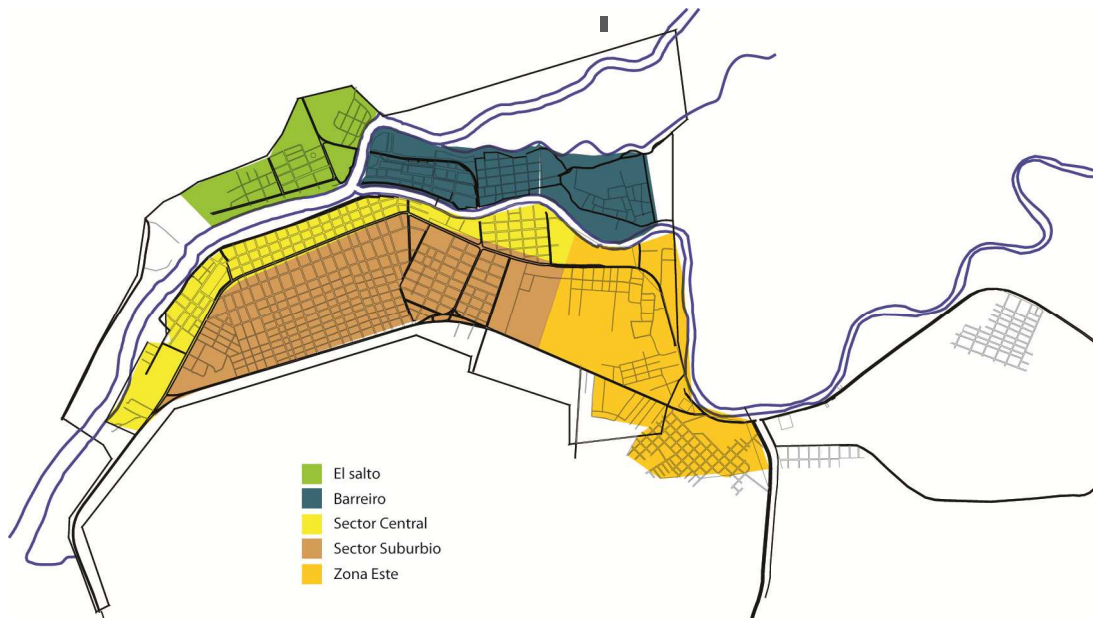 El salto
Barreiro
Sector Central
Sector Suburbio
Zona Este